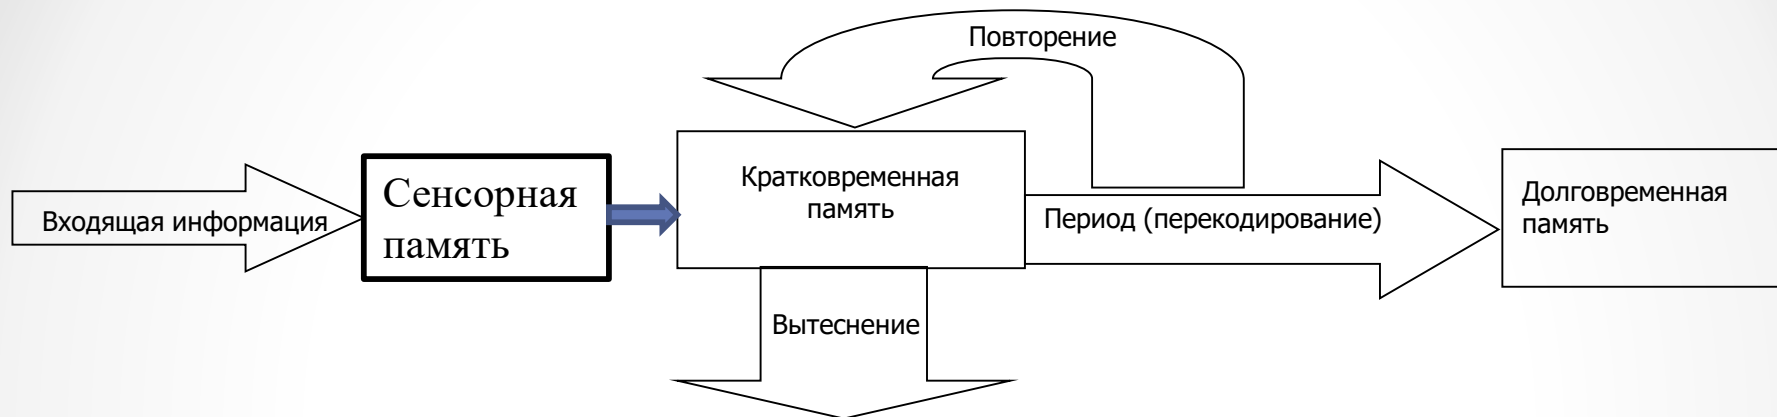 Повторение
Входящая информация
Сенсорная
память
Кратковременная
память
Период (перекодирование)
Долговременная
память
Вытеснение